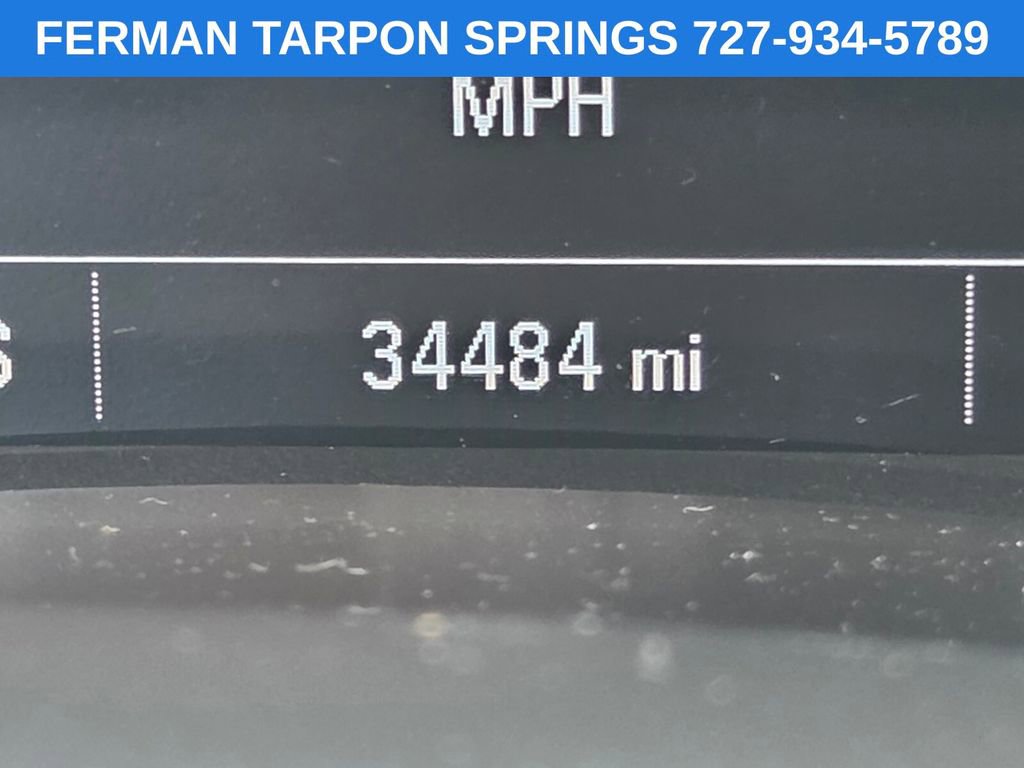 FERMAN TARPON SPRINGS 727-934-5789
MPH
34484 mi